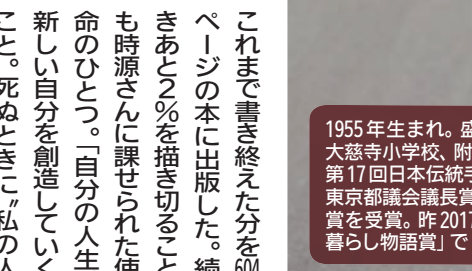 これまで書き終えた分を604
ページの本に出版した。続
きあと2%を描き切ること
も時源さんに課せられた使
命のひとつ。「自分の人生
新しい自分を創造していく
こと。死ぬときに〝私の人
1955年生まれ。盛
大慈寺小学校、附
第17回日本伝統手
東京都議会議長賞
賞を受賞。昨2017
暮らし物語賞」で